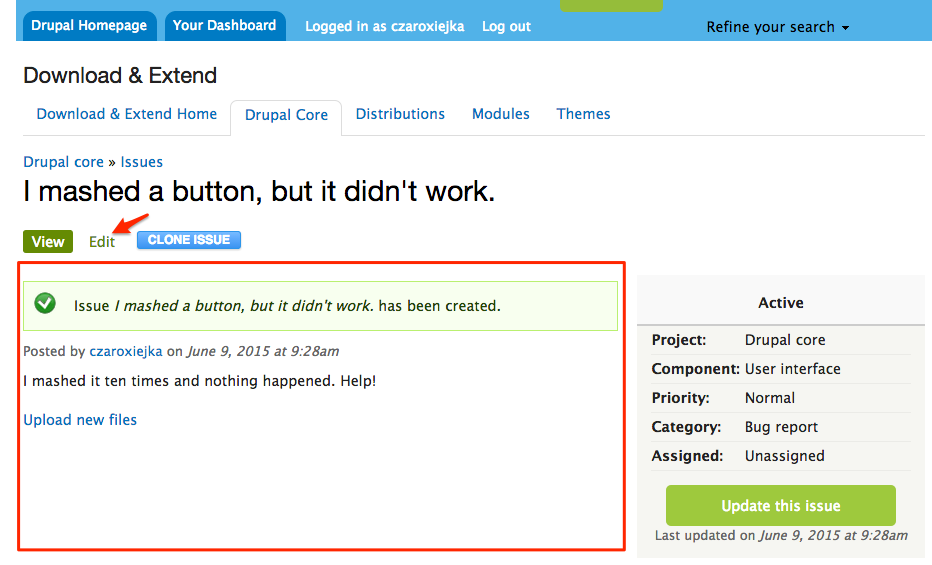 Drupal Homepage Your Dashboard Logged in as czaroxiejka Log out Refine your search
Download & Extend
Download & Extend Home Drupal Core Distributions Modules Themes
Drupal core » Issues
I mashed a button, but it didn't work.
View Edit CLONE ISSUE
Issue I mashed a button, but it didn't work. has been created.
Posted by czaroxiejka on June 9, 2015 at 9:28am
I mashed it ten times and nothing happened. Help!
Upload new files
Active
Project: Drupal core
Component: User interface
Priority: Normal
Category: Bug report
Assigned: Unassigned
Update this issue
Last updated on June 9, 2015 at 9:28am